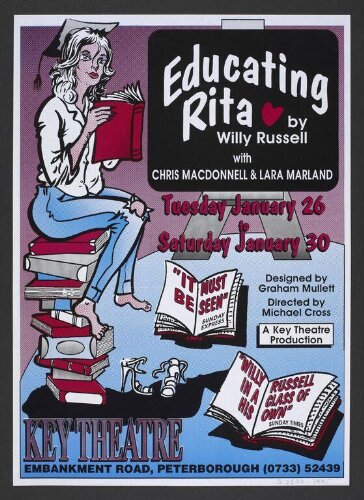 Educating
Rita by
Willy Russell
with
CHRIS MACDONNELL & LARA MARLAND
Tuesday January 26
to
Saturday January 30
"IT MUST
BE SEEN"
SUNDAY
EXPRESS
Designed by
Graham Mullett
Directed by
Michael Cross
A Key Theatre
Production
"WILLY RUSSELL
IN A CLASS OF
HIS OWN"
SUNDAY TIMES
KEY THEATRE
EMBANKMENT ROAD, PETERBOROUGH (0733) 52439